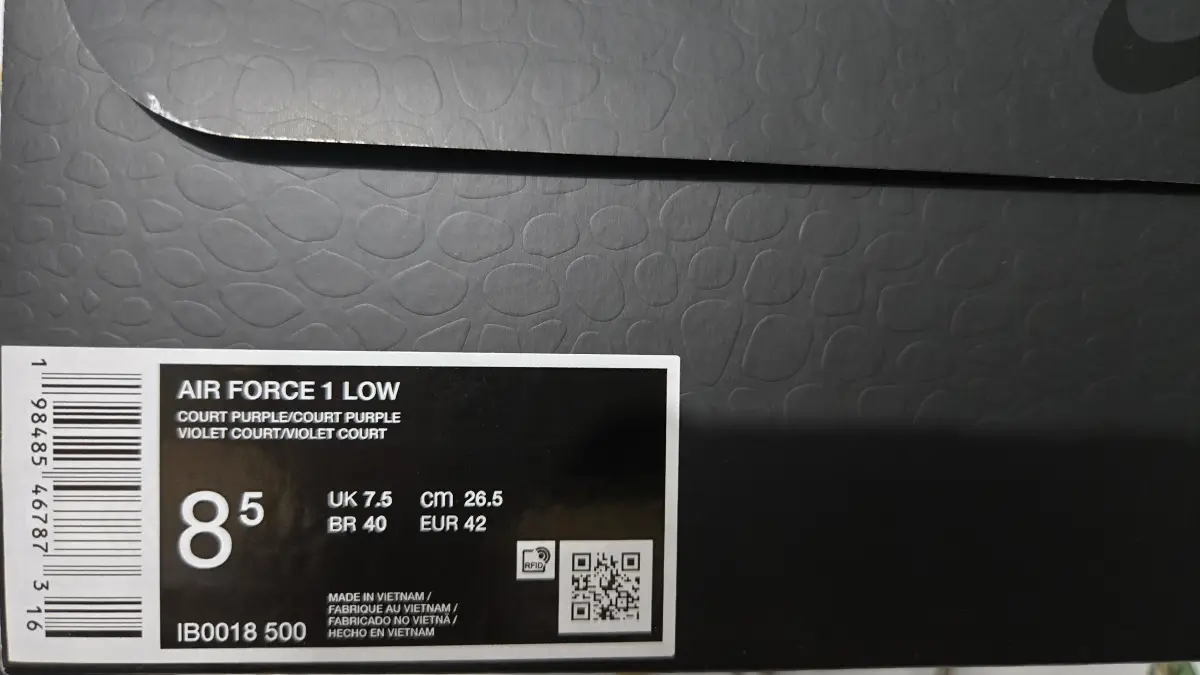 AIR FORCE 1 LOW
COURT PURPLE/COURT PURPLE
VIOLET COURT/VIOLET COURT
8 5
UK 7.5 cm 26.5
BR 40 EUR 42
RFID
MADE IN VIETNAM /
FABRIQUE AU VIETNAM /
FABRICADO NO VIETNÃ /
HECHO EN VIETNAM
IB0018 500
1 98485 46787 3 16